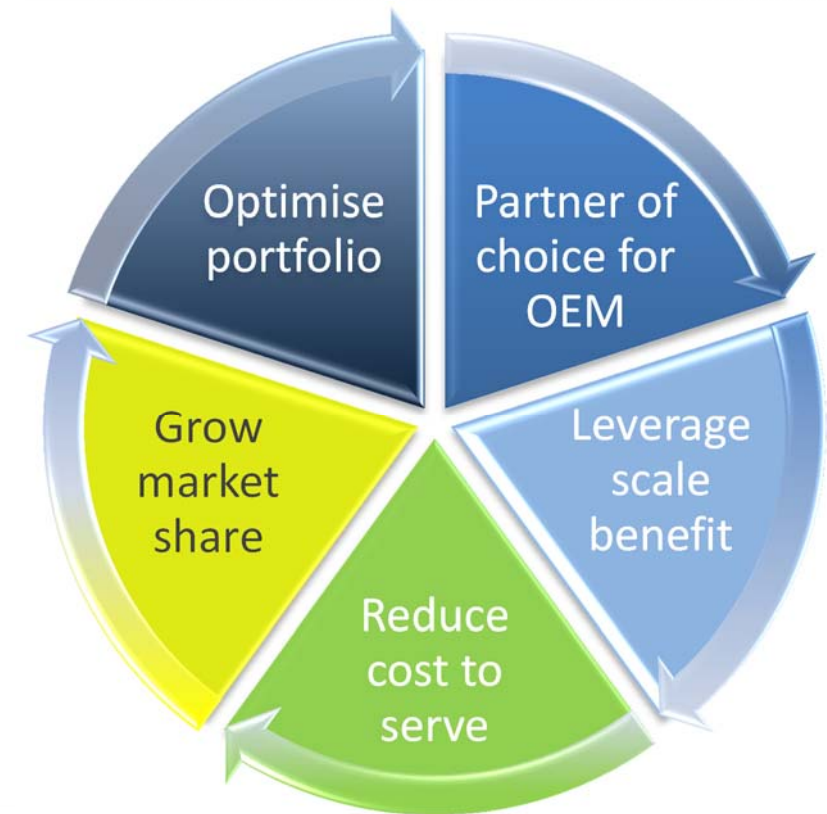 Optimise
portfolio
Partner of
choice for
OEM
Leverage
scale
benefit
Reduce
cost to
serve
Grow
market
share